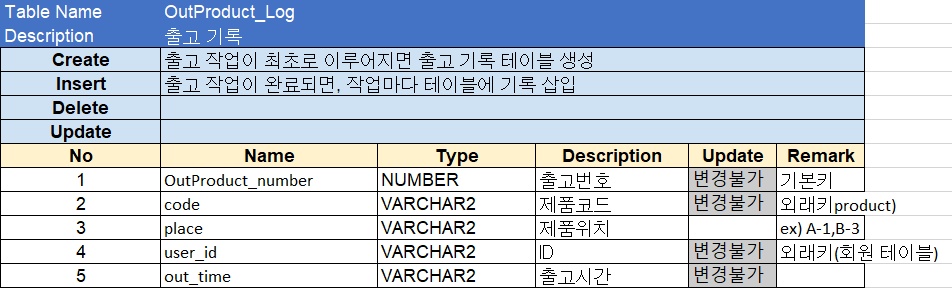 Table Name OutProduct_Log
Description 출고 기록
Create 출고 작업이 최초로 이루어지면 출고 기록 테이블 생성
Insert 출고 작업이 완료되면, 작업마다 테이블에 기록 삽입
Delete
Update
No Name Type Description Update Remark
1 OutProduct_number NUMBER 출고번호 변경불가 기본키
2 code VARCHAR2 제품코드 변경불가 외래키product)
3 place VARCHAR2 제품위치 ex) A-1,B-3
4 user_id VARCHAR2 ID 변경불가 외래키(회원 테이블)
5 out_time VARCHAR2 출고시간 변경불가